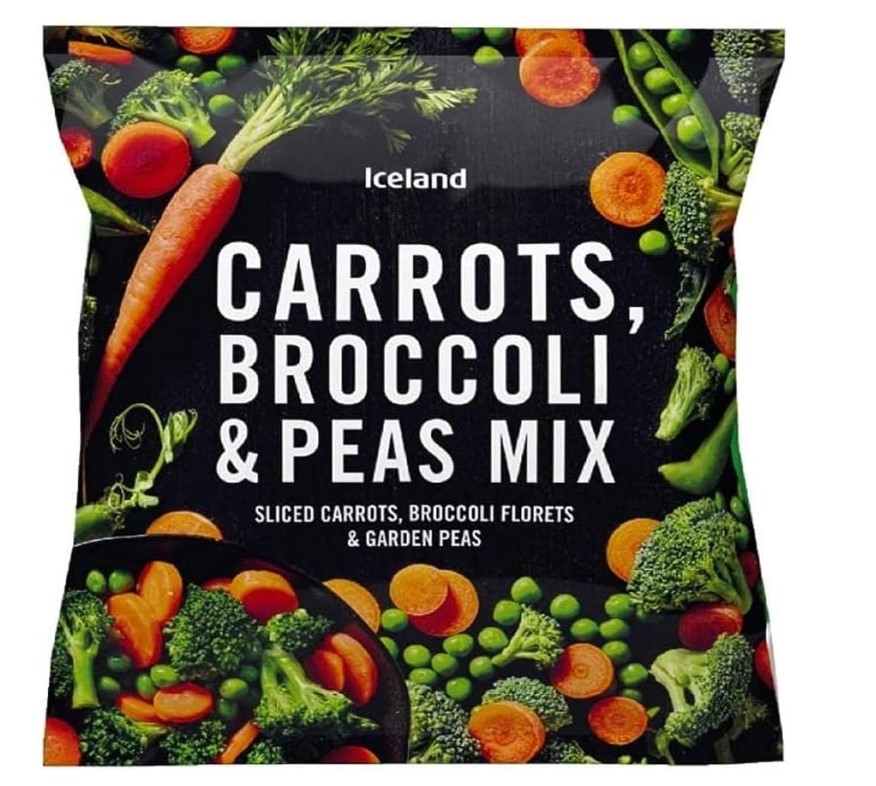 Iceland
CARROTS,
BROCCOLI
& PEAS MIX
SLICED CARROTS, BROCCOLI FLORETS
& GARDEN PEAS